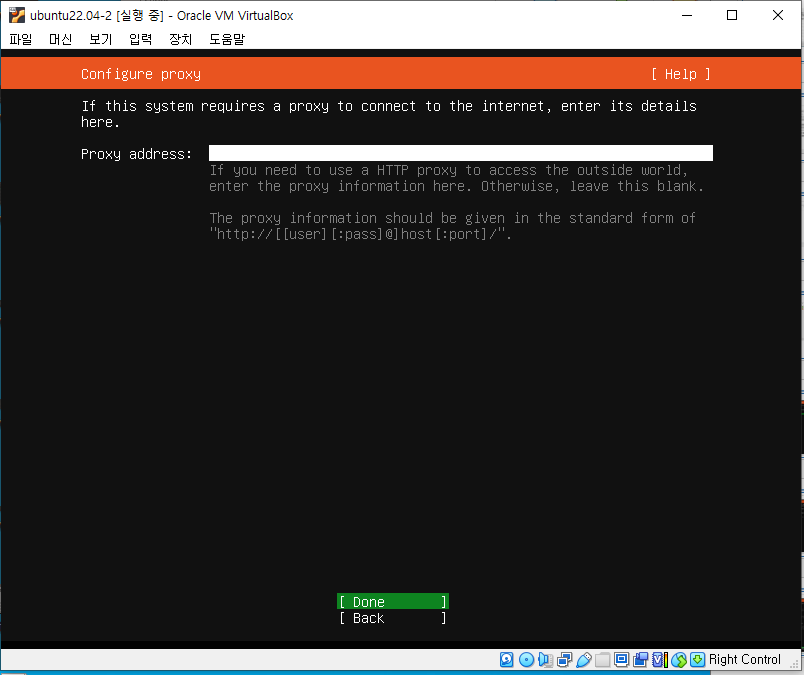 ubuntu22.04-2 [실행 중] - Oracle VM VirtualBox
파일 머신 보기 입력 장치 도움말
Configure proxy [ Help ]
If this system requires a proxy to connect to the internet, enter its details
here.
Proxy address:
If you need to use a HTTP proxy to access the outside world,
enter the proxy information here. Otherwise, leave this blank.
The proxy information should be given in the standard form of
"http://[[user][:pass]@]host[:port]/".
[ Done ]
[ Back ]
Right Control